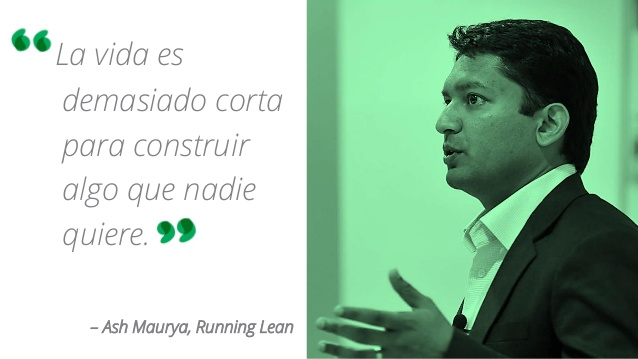 “La vida es
demasiado corta
para construir
algo que nadie
quiere.”
– Ash Maurya, Running Lean